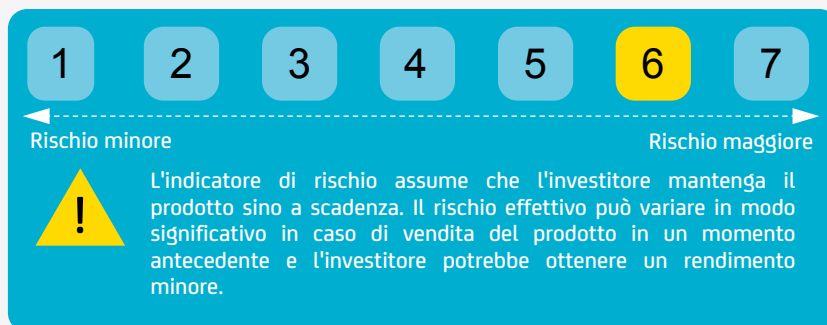 1 2 3 4 5 6 7
Rischio minore Rischio maggiore
L'indicatore di rischio assume che l'investitore mantenga il
prodotto sino a scadenza. Il rischio effettivo può variare in modo
significativo in caso di vendita del prodotto in un momento
antecedente e l'investitore potrebbe ottenere un rendimento
minore.
!